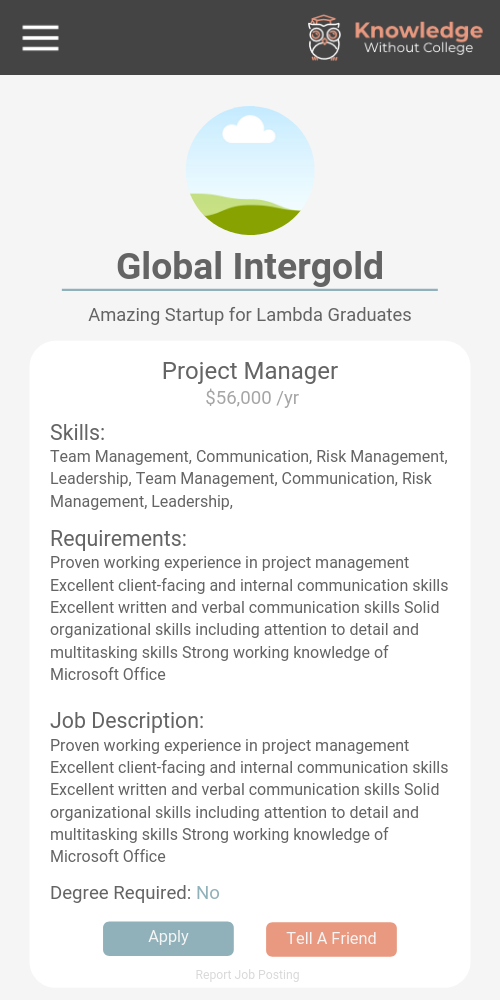 Knowledge
Without College
Global Intergold
Amazing Startup for Lambda Graduates
Project Manager
$56,000 /yr
Skills:
Team Management, Communication, Risk Management,
Leadership, Team Management, Communication, Risk
Management, Leadership,
Requirements:
Proven working experience in project management
Excellent client-facing and internal communication skills
Excellent written and verbal communication skills Solid
organizational skills including attention to detail and
multitasking skills Strong working knowledge of
Microsoft Office
Job Description:
Proven working experience in project management
Excellent client-facing and internal communication skills
Excellent written and verbal communication skills Solid
organizational skills including attention to detail and
multitasking skills Strong working knowledge of
Microsoft Office
Degree Required: No
Apply Tell A Friend
Report Job Posting